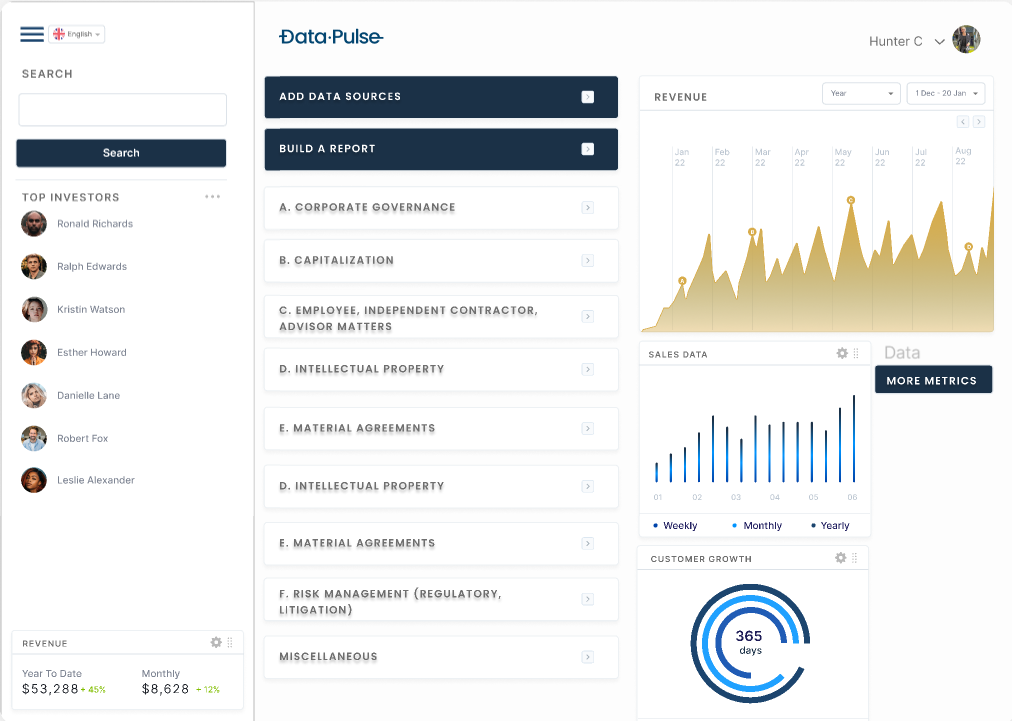 English
SEARCH
Search
TOP INVESTORS
Ronald Richards
Ralph Edwards
Kristin Watson
Esther Howard
Danielle Lane
Robert Fox
Leslie Alexander
REVENUE
Year To Date
Monthly
$53,288 + 45%
$8,628 + 12%
Data·Pulse
Hunter C
ADD DATA SOURCES
BUILD A REPORT
A. CORPORATE GOVERNANCE
B. CAPITALIZATION
C. EMPLOYEE, INDEPENDENT CONTRACTOR,
ADVISOR MATTERS
D. INTELLECTUAL PROPERTY
E. MATERIAL AGREEMENTS
D. INTELLECTUAL PROPERTY
E. MATERIAL AGREEMENTS
F. RISK MANAGEMENT (REGULATORY,
LITIGATION)
MISCELLANEOUS
REVENUE
Year
1 Dec - 20 Jan
Jan 22
Feb 22
Mar 22
Apr 22
May 22
Jun 22
Jul 22
Aug 22
A
B
C
D
SALES DATA
01 02 03 04 05 06
Weekly
Monthly
Yearly
Data
MORE METRICS
CUSTOMER GROWTH
365
days